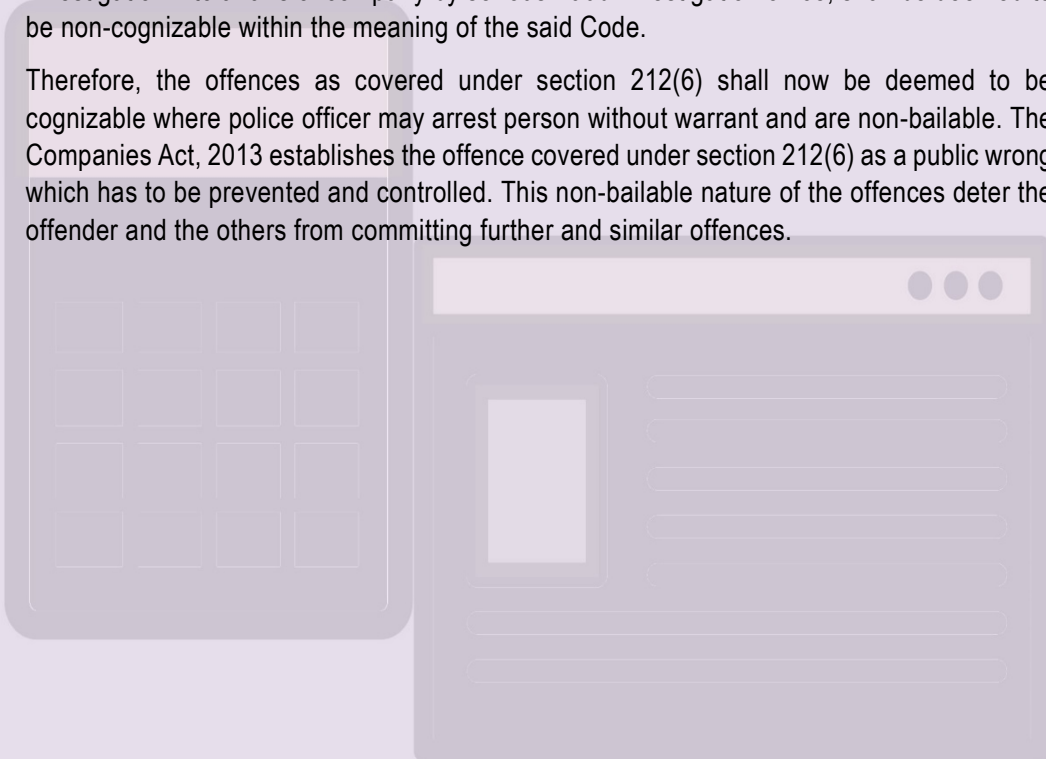 be non-cognizable within the meaning of the said Code.
Therefore, the offences as covered under section 212(6) shall now be deemed to be
cognizable where police officer may arrest person without warrant and are non-bailable. The
Companies Act, 2013 establishes the offence covered under section 212(6) as a public wrong
which has to be prevented and controlled. This non-bailable nature of the offences deter the
offender and the others from committing further and similar offences.